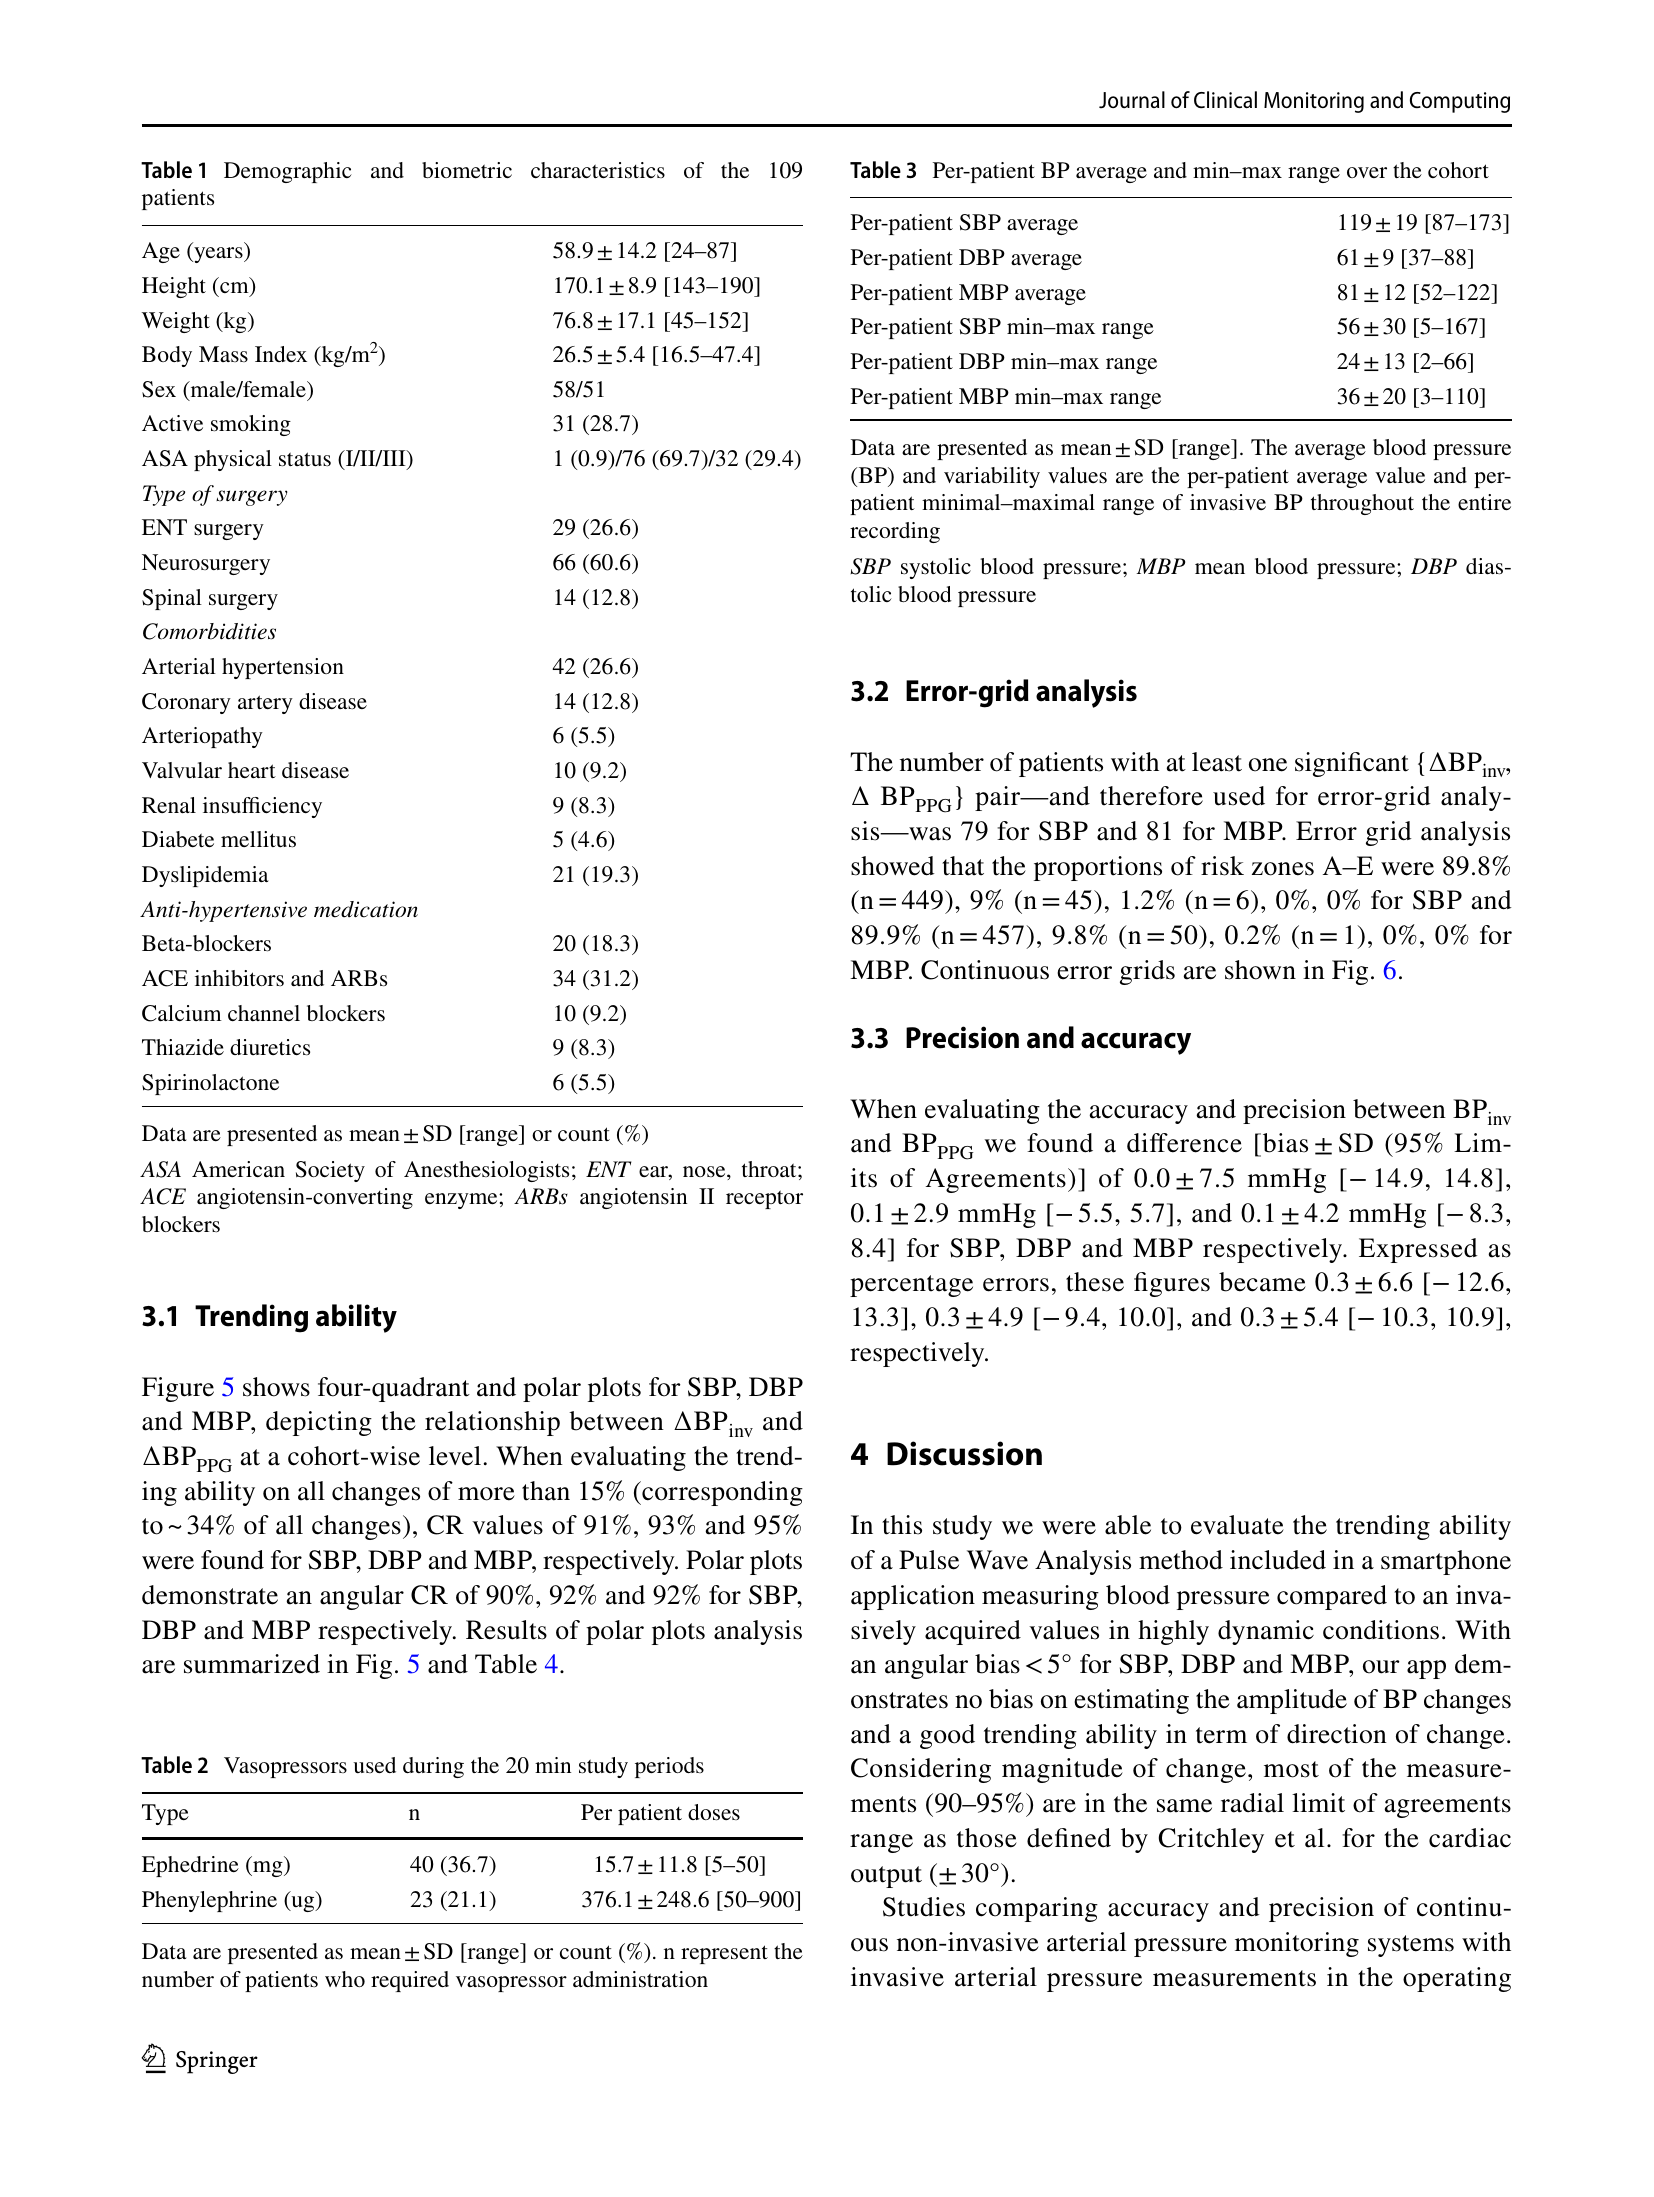 Journal of Clinical Monitoring and Computing
Table 1 Demographic and biometric characteristics of the 109
patients
Age (years) 58.9 ± 14.2 [24–87]
Height (cm) 170.1 ± 8.9 [143–190]
Weight (kg) 76.8 ± 17.1 [45–152]
Body Mass Index (kg/m²) 26.5 ± 5.4 [16.5–47.4]
Sex (male/female) 58/51
Active smoking 31 (28.7)
ASA physical status (I/II/III) 1 (0.9)/76 (69.7)/32 (29.4)
Type of surgery
ENT surgery 29 (26.6)
Neurosurgery 66 (60.6)
Spinal surgery 14 (12.8)
Comorbidities
Arterial hypertension 42 (26.6)
Coronary artery disease 14 (12.8)
Arteriopathy 6 (5.5)
Valvular heart disease 10 (9.2)
Renal insufficiency 9 (8.3)
Diabete mellitus 5 (4.6)
Dyslipidemia 21 (19.3)
Anti-hypertensive medication
Beta-blockers 20 (18.3)
ACE inhibitors and ARBs 34 (31.2)
Calcium channel blockers 10 (9.2)
Thiazide diuretics 9 (8.3)
Spirinolactone 6 (5.5)
Data are presented as mean ± SD [range] or count (%)
ASA American Society of Anesthesiologists; ENT ear, nose, throat;
ACE angiotensin-converting enzyme; ARBs angiotensin II receptor
blockers
3.1 Trending ability
Figure 5 shows four-quadrant and polar plots for SBP, DBP
and MBP, depicting the relationship between ΔBPinv and
ΔBPPPG at a cohort-wise level. When evaluating the trend-
ing ability on all changes of more than 15% (corresponding
to ~ 34% of all changes), CR values of 91%, 93% and 95%
were found for SBP, DBP and MBP, respectively. Polar plots
demonstrate an angular CR of 90%, 92% and 92% for SBP,
DBP and MBP respectively. Results of polar plots analysis
are summarized in Fig. 5 and Table 4.
Table 2 Vasopressors used during the 20 min study periods
Type n Per patient doses
Ephedrine (mg) 40 (36.7) 15.7 ± 11.8 [5–50]
Phenylephrine (ug) 23 (21.1) 376.1 ± 248.6 [50–900]
Data are presented as mean ± SD [range] or count (%). n represent the
number of patients who required vasopressor administration
Table 3 Per-patient BP average and min–max range over the cohort
Per-patient SBP average 119 ± 19 [87–173]
Per-patient DBP average 61 ± 9 [37–88]
Per-patient MBP average 81 ± 12 [52–122]
Per-patient SBP min–max range 56 ± 30 [5–167]
Per-patient DBP min–max range 24 ± 13 [2–66]
Per-patient MBP min–max range 36 ± 20 [3–110]
Data are presented as mean ± SD [range]. The average blood pressure
(BP) and variability values are the per-patient average value and per-
patient minimal–maximal range of invasive BP throughout the entire
recording
SBP systolic blood pressure; MBP mean blood pressure; DBP dias-
tolic blood pressure
3.2 Error-grid analysis
The number of patients with at least one significant {ΔBPinv,
Δ BPPPG} pair—and therefore used for error-grid analy-
sis—was 79 for SBP and 81 for MBP. Error grid analysis
showed that the proportions of risk zones A–E were 89.8%
(n = 449), 9% (n = 45), 1.2% (n = 6), 0%, 0% for SBP and
89.9% (n = 457), 9.8% (n = 50), 0.2% (n = 1), 0%, 0% for
MBP. Continuous error grids are shown in Fig. 6.
3.3 Precision and accuracy
When evaluating the accuracy and precision between BPinv
and BPPPG we found a difference [bias ± SD (95% Lim-
its of Agreements)] of 0.0 ± 7.5 mmHg [− 14.9, 14.8],
0.1 ± 2.9 mmHg [− 5.5, 5.7], and 0.1 ± 4.2 mmHg [− 8.3,
8.4] for SBP, DBP and MBP respectively. Expressed as
percentage errors, these figures became 0.3 ± 6.6 [− 12.6,
13.3], 0.3 ± 4.9 [− 9.4, 10.0], and 0.3 ± 5.4 [− 10.3, 10.9],
respectively.
4 Discussion
In this study we were able to evaluate the trending ability
of a Pulse Wave Analysis method included in a smartphone
application measuring blood pressure compared to an inva-
sively acquired values in highly dynamic conditions. With
an angular bias < 5° for SBP, DBP and MBP, our app dem-
onstrates no bias on estimating the amplitude of BP changes
and a good trending ability in term of direction of change.
Considering magnitude of change, most of the measure-
ments (90–95%) are in the same radial limit of agreements
range as those defined by Critchley et al. for the cardiac
output (± 30°).
Studies comparing accuracy and precision of continu-
ous non-invasive arterial pressure monitoring systems with
invasive arterial pressure measurements in the operating
Springer